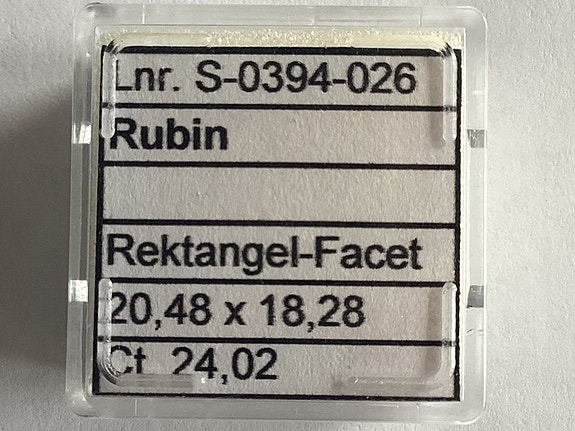 Lnr. S-0394-026
Rubin
Rektangel-Facet
20,48 x 18,28
Ct. 24,02